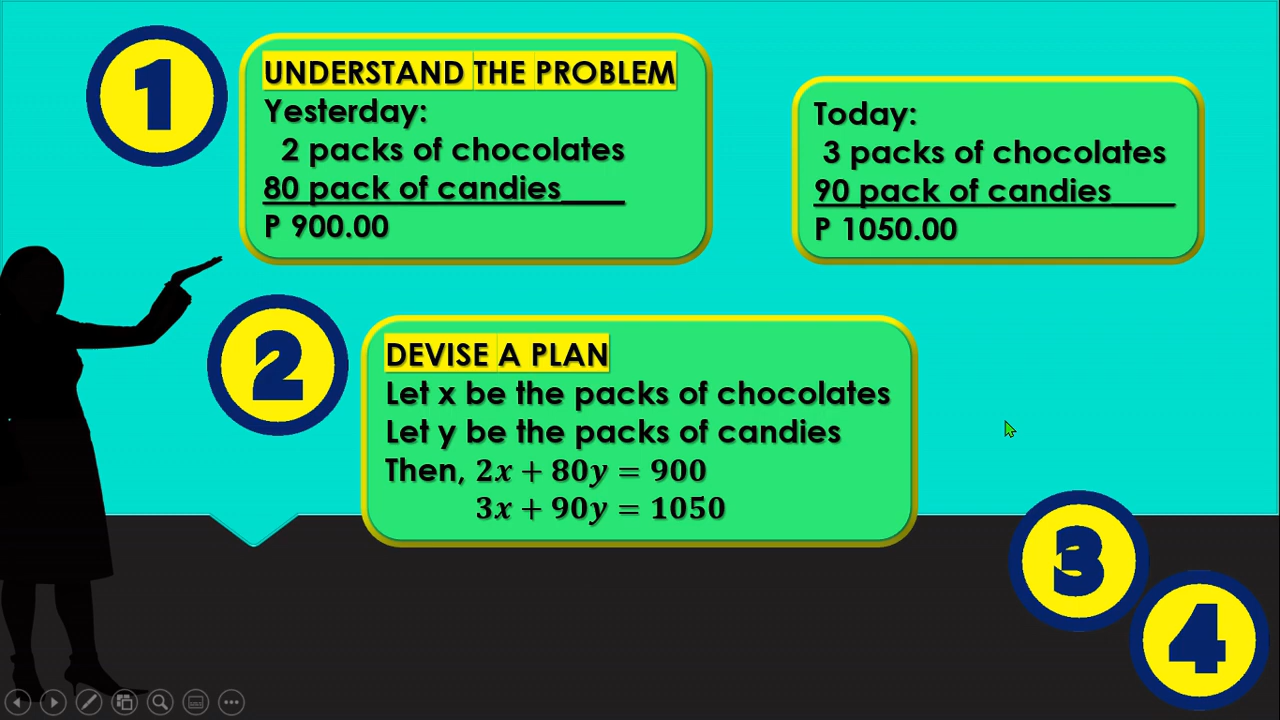 1
UNDERSTAND THE PROBLEM
Yesterday:
2 packs of chocolates
80 pack of candies
P 900.00
Today:
3 packs of chocolates
90 pack of candies
P 1050.00
2
DEVISE A PLAN
Let x be the packs of chocolates
Let y be the packs of candies
Then, 2x + 80y = 900
3x + 90y = 1050
3
4